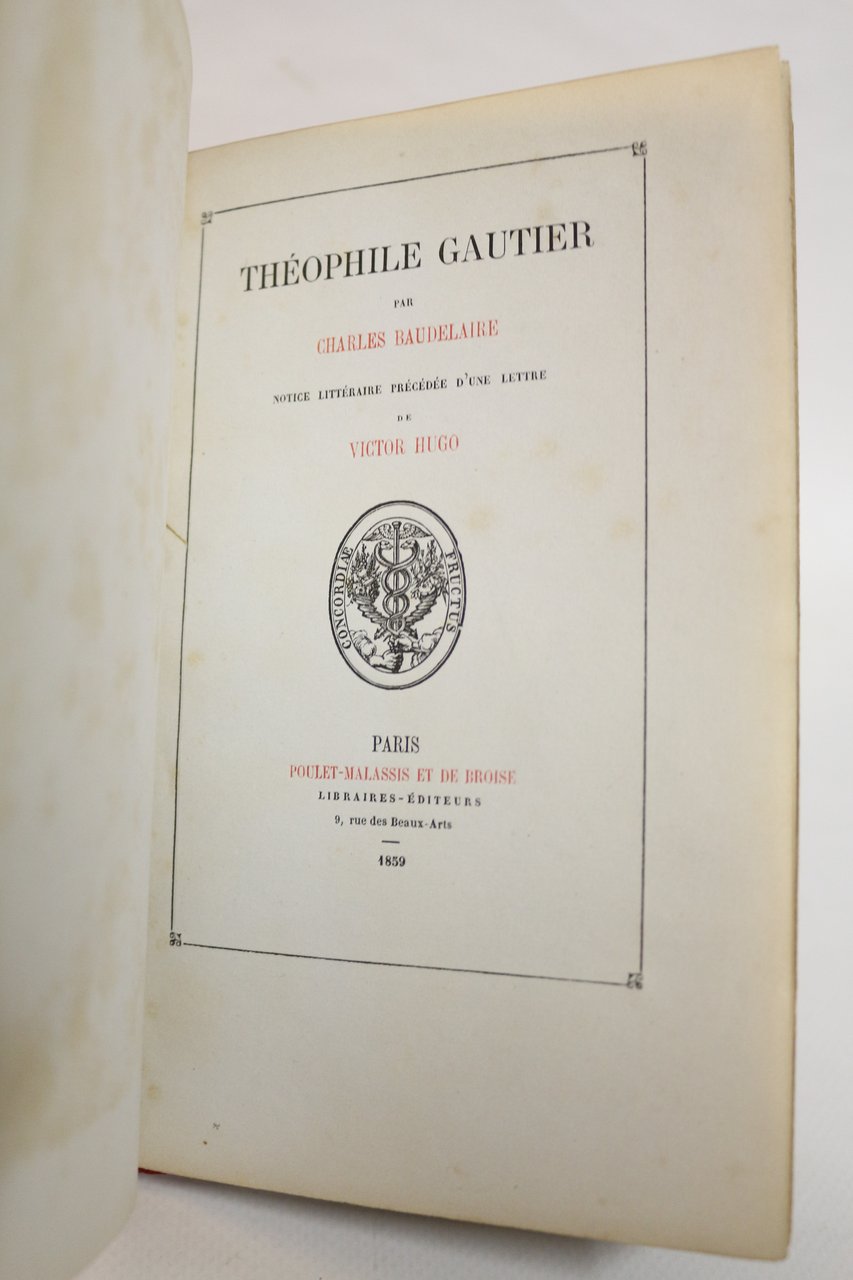 THÉOPHILE GAUTIER
PAR
CHARLES BAUDELAIRE
NOTICE LITTÉRAIRE PRÉCÉDÉE D'UNE LETTRE
DE
VICTOR HUGO
CONCORDIAE FRUCTUS
PARIS
POULET-MALASSIS ET DE BROISE
LIBRAIRES-ÉDITEURS
9, rue des Beaux-Arts
1859